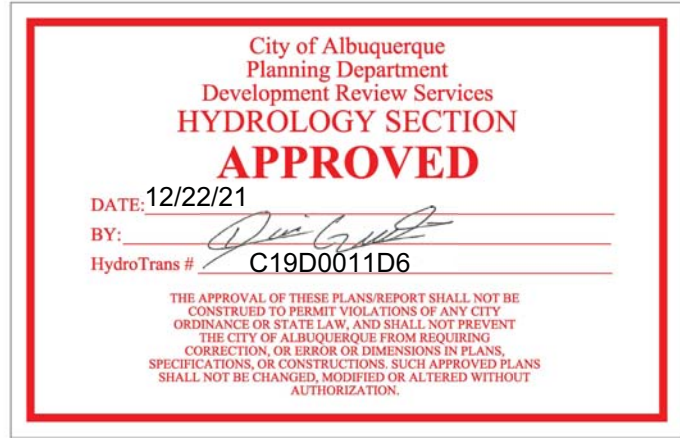 City of Albuquerque
Planning Department
Development Review Services
HYDROLOGY SECTION
APPROVED
DATE: 12/22/21
BY:
HydroTrans # C19D0011D6
THE APPROVAL OF THESE PLANS/REPORT SHALL NOT BE
CONSTRUED TO PERMIT VIOLATIONS OF ANY CITY
ORDINANCE OR STATE LAW, AND SHALL NOT PREVENT
THE CITY OF ALBUQUERQUE FROM REQUIRING
CORRECTION, OR ERROR OR DIMENSIONS IN PLANS,
SPECIFICATIONS, OR CONSTRUCTIONS. SUCH APPROVED PLANS
SHALL NOT BE CHANGED, MODIFIED OR ALTERED WITHOUT
AUTHORIZATION.